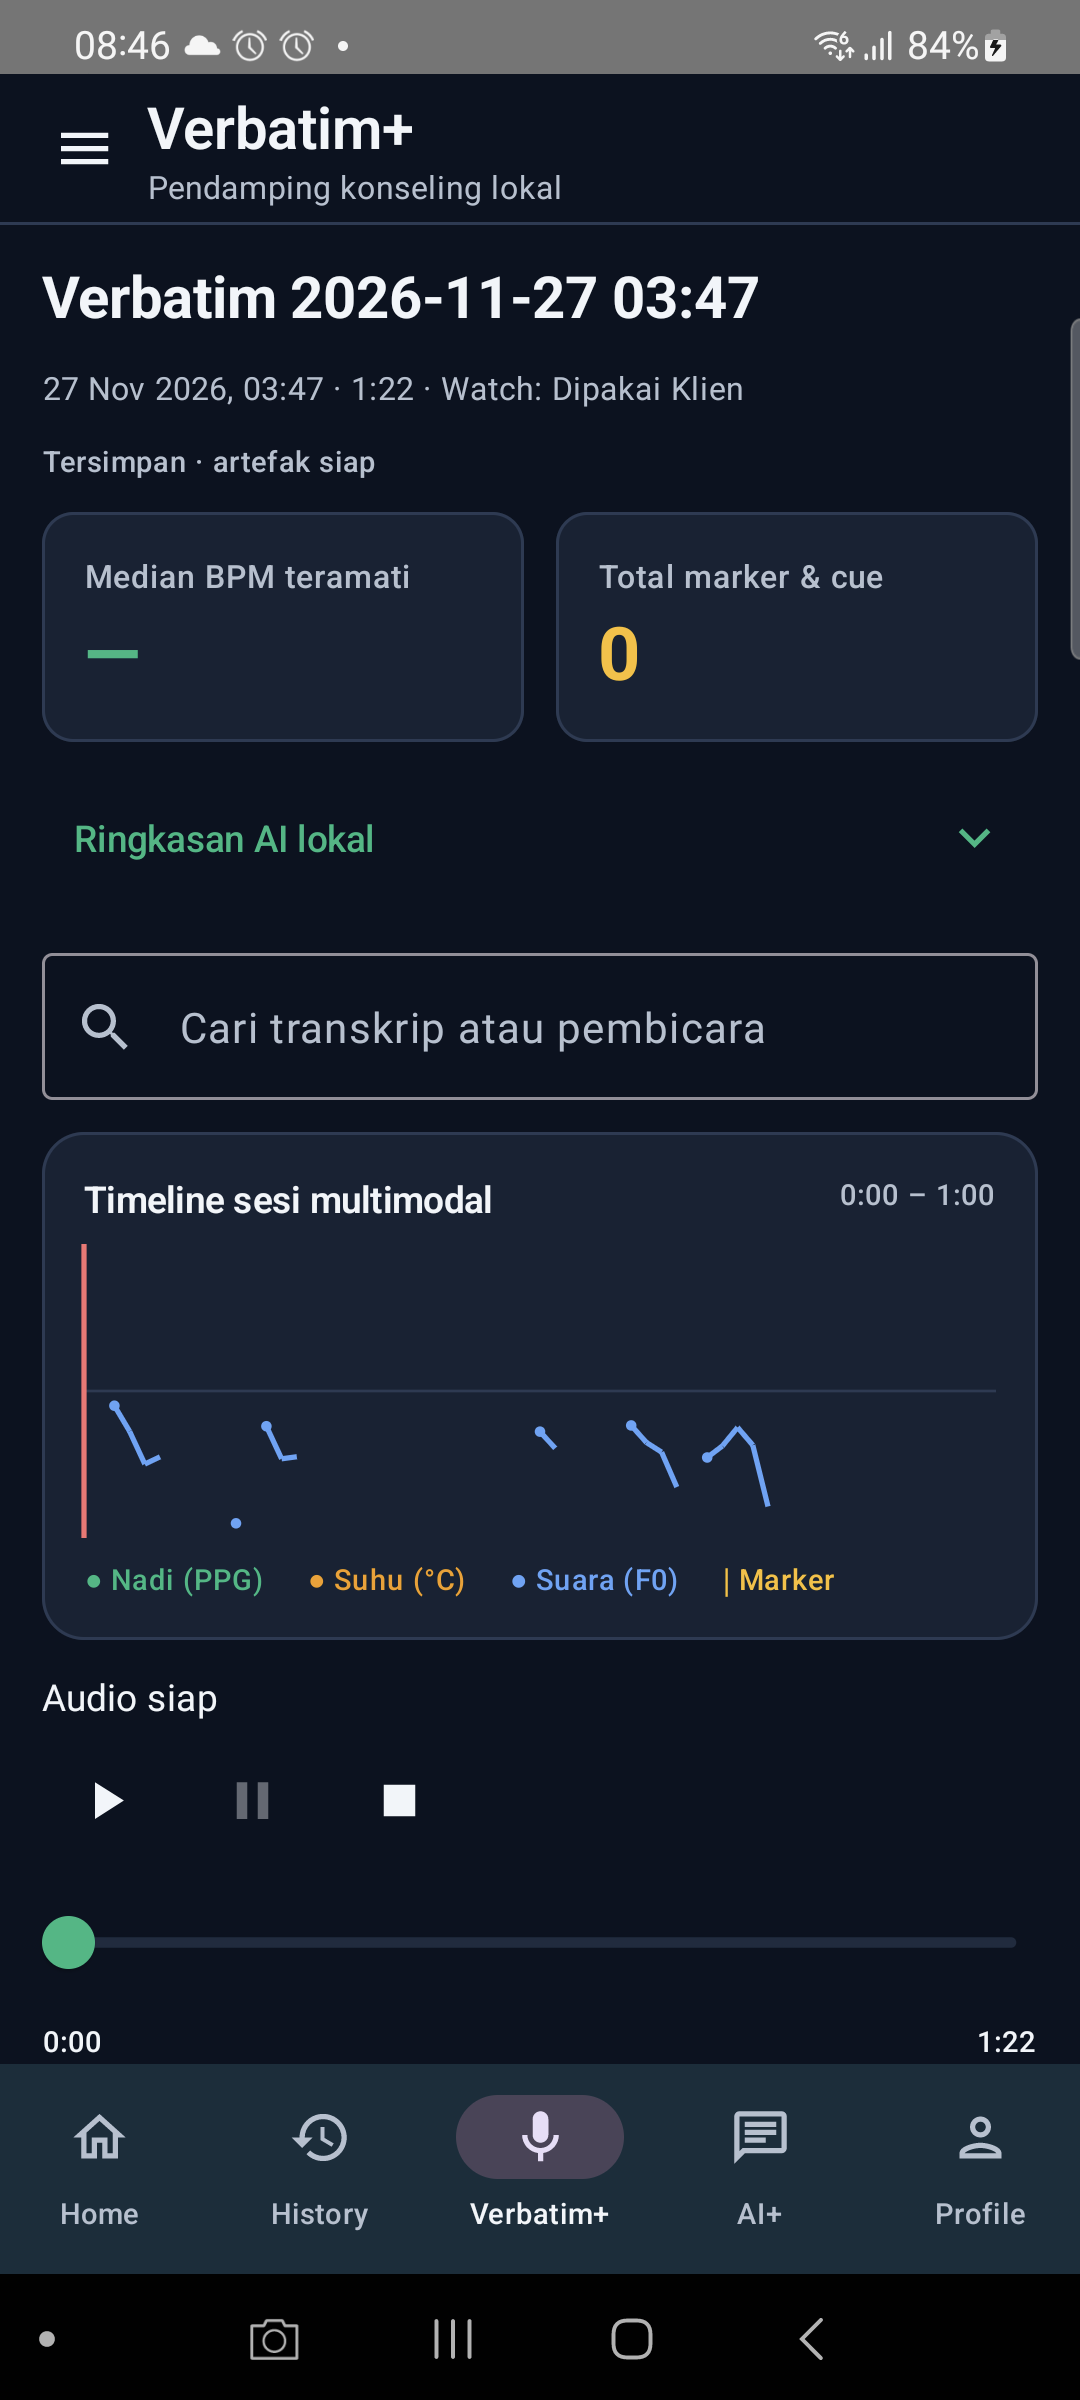 08:46
84%
Verbatim+
Pendamping konseling lokal
Verbatim 2026-11-27 03:47
27 Nov 2026, 03:47 · 1:22 · Watch: Dipakai Klien
Tersimpan · artefak siap
Median BPM teramati
Total marker & cue
—
0
Ringkasan AI lokal
Cari transkrip atau pembicara
Timeline sesi multimodal
0:00 – 1:00
Nadi (PPG)
Suhu (°C)
Suara (F0)
| Marker
Audio siap
0:00
1:22
Home
History
Verbatim+
AI+
Profile